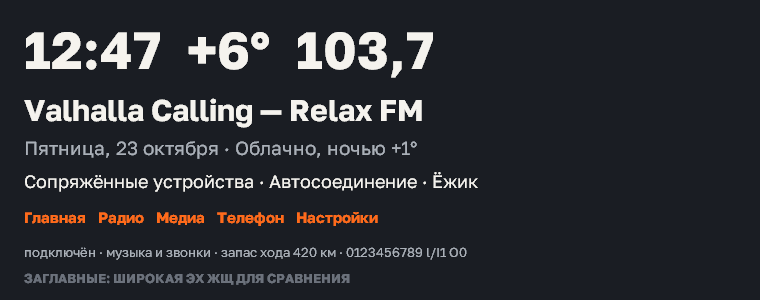 12:47 +6° 103,7
Valhalla Calling — Relax FM
Пятница, 23 октября · Облачно, ночью +1°
Сопряжённые устройства · Автосоединение · Ёжик
Главная Радио Медиа Телефон Настройки
подключён · музыка и звонки · запас хода 420 км · 0123456789 l/I1 O0
ЗАГЛАВНЫЕ: ШИРОКАЯ ЭХ ЖЩ ДЛЯ СРАВНЕНИЯ